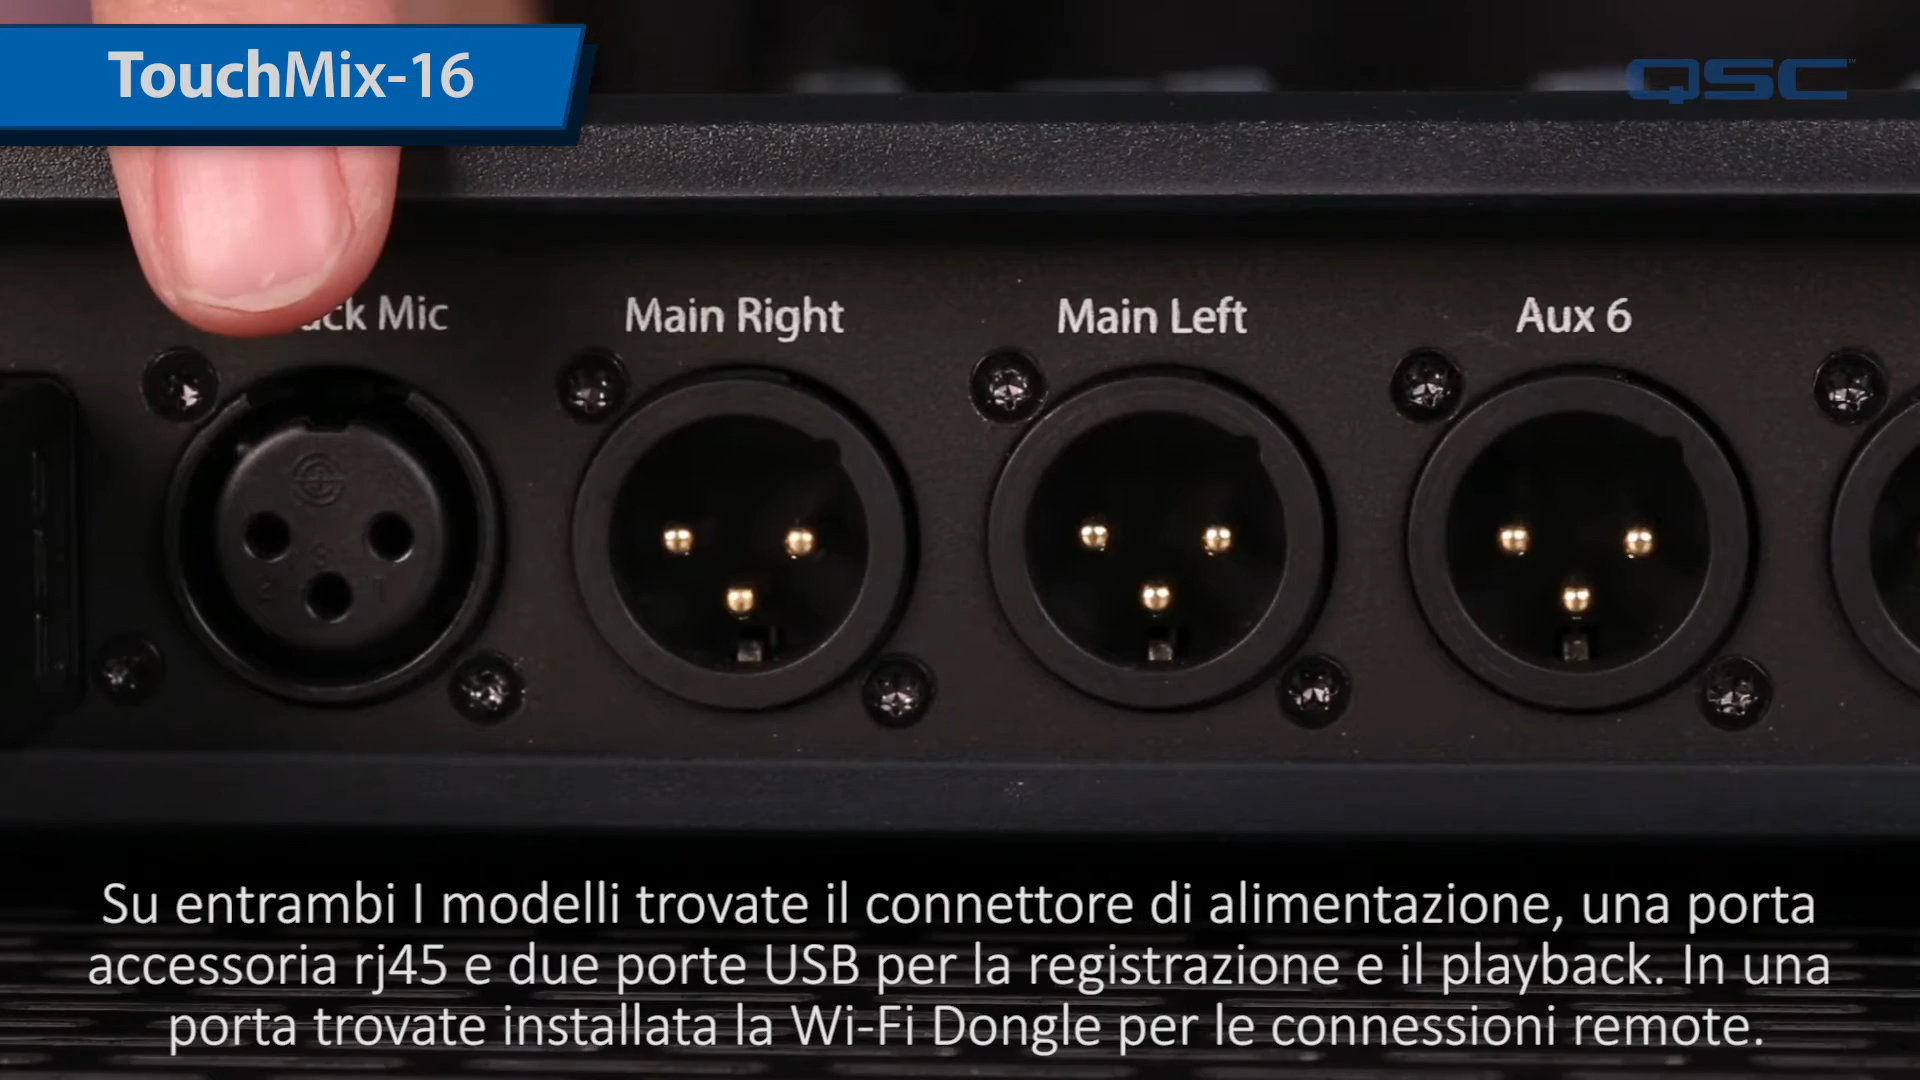 TouchMix-16
QSC
Mic
Main Right
Main Left
Aux 6
Su entrambi I modelli trovate il connettore di alimentazione, una porta
accessoria rj45 e due porte USB per la registrazione e il playback. In una
porta trovate installata la Wi-Fi Dongle per le connessioni remote.